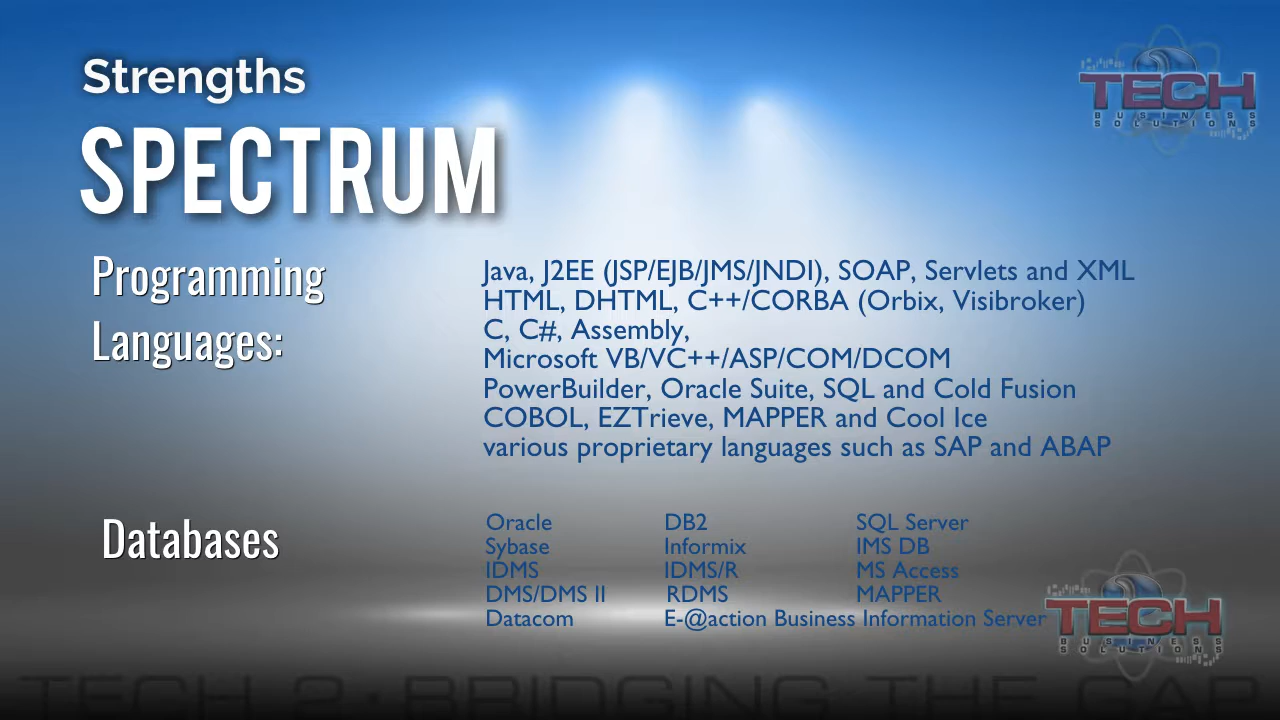 Strengths
TECH
BUSINESS
SOLUTIONS
SPECTRUM
Programming
Languages:
Java, J2EE (JSP/EJB/JMS/JNDI), SOAP, Servlets and XML
HTML, DHTML, C++/CORBA (Orbix, Visibroker)
C, C#, Assembly,
Microsoft VB/VC++/ASP/COM/DCOM
PowerBuilder, Oracle Suite, SQL and Cold Fusion
COBOL, EZTrieve, MAPPER and Cool Ice
various proprietary languages such as SAP and ABAP
Databases
Oracle DB2 SQL Server
Sybase Informix IMS DB
IDMS IDMS/R MS Access
DMS/DMS II RDMS MAPPER
Datacom E-@action Business Information Server
TECH
BUSINESS
SOLUTIONS
TECH 2 • BRIDGING THE GAP